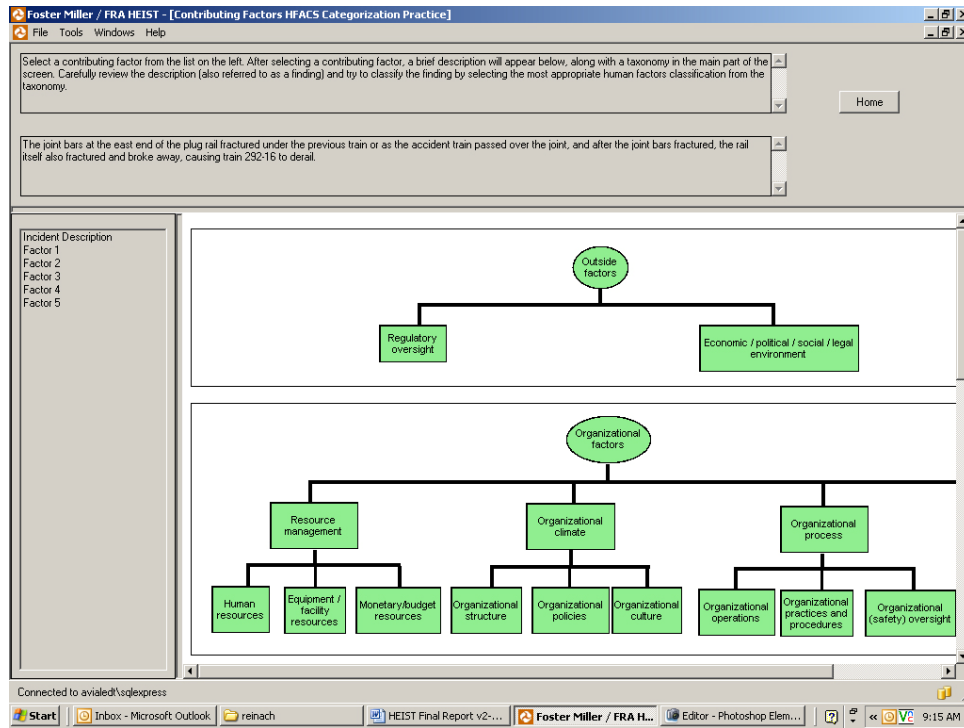 Foster Miller / FRA HEIST - [Contributing Factors HFACS Categorization Practice]
File Tools Windows Help
Select a contributing factor from the list on the left. After selecting a contributing factor, a brief description will appear below, along with a taxonomy in the main part of the
screen. Carefully review the description (also referred to as a finding) and try to classify the finding by selecting the most appropriate human factors classification from the
taxonomy.
Home
The joint bars at the east end of the plug rail fractured under the previous train or as the accident train passed over the joint, and after the joint bars fractured, the rail
itself also fractured and broke away, causing train 292-16 to derail.
Incident Description
Factor 1
Factor 2
Factor 3
Factor 4
Factor 5
Outside
factors
Regulatory
oversight
Economic / political / social / legal
environment
Organizational
factors
Resource
management
Organizational
climate
Organizational
process
Human
resources
Equipment /
facility
resources
Monetary/budget
resources
Organizational
structure
Organizational
policies
Organizational
culture
Organizational
operations
Organizational
practices and
procedures
Organizational
(safety) oversight
Connected to avialedt\sqlexpress
Start
Inbox - Microsoft Outlook
reinach
HEIST Final Report v2-...
Foster Miller / FRA H...
Editor - Photoshop Elem...
9:15 AM